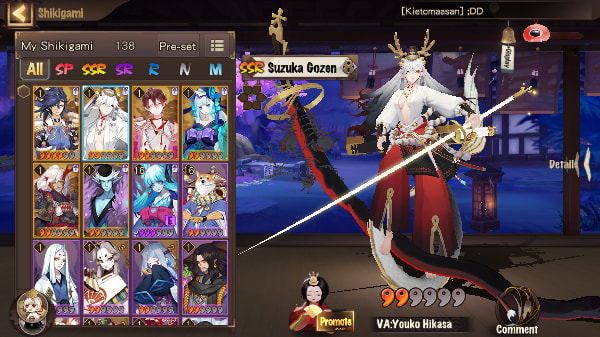 Shikigami
[Kietomaasan] ;DD
My Shikigami 138 Pre-set
All SP SSR SR R N M
SSR Suzuka Gozen
Display
Detail
Promote
VA:Youko Hikasa
Comment